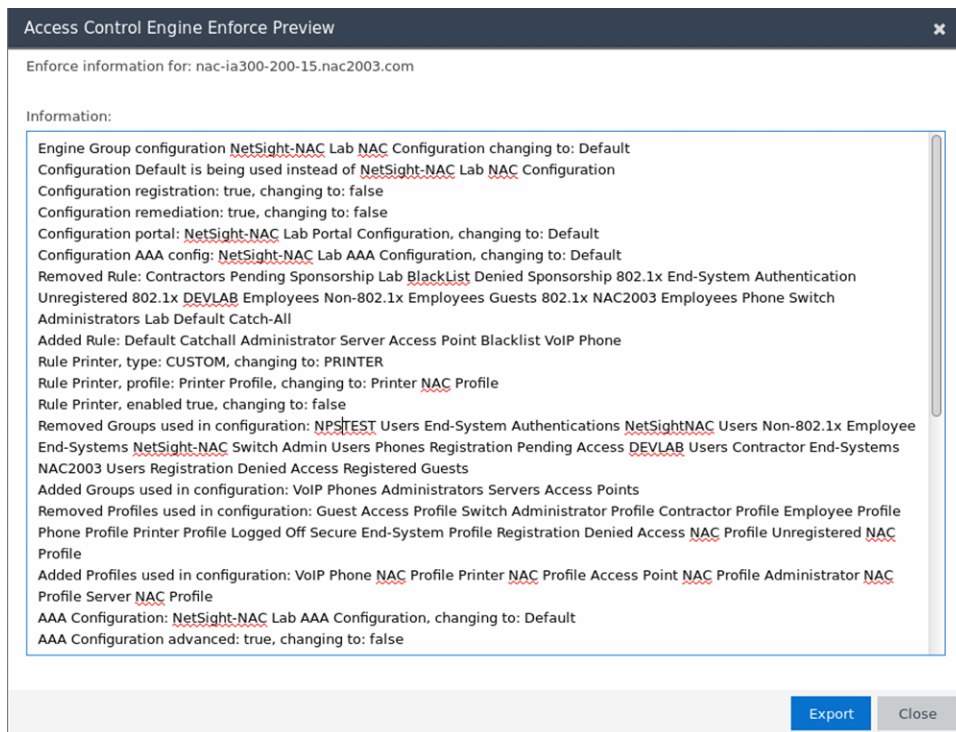 Access Control Engine Enforce Preview
Enforce information for: nac-ia300-200-15.nac2003.com
Information:
Engine Group configuration NetSight-NAC Lab NAC Configuration changing to: Default
Configuration Default is being used instead of NetSight-NAC Lab NAC Configuration
Configuration registration: true, changing to: false
Configuration remediation: true, changing to: false
Configuration portal: NetSight-NAC Lab Portal Configuration, changing to: Default
Configuration AAA config: NetSight-NAC Lab AAA Configuration, changing to: Default
Removed Rule: Contractors Pending Sponsorship Lab BlackList Denied Sponsorship 802.1x End-System Authentication
Unregistered 802.1x DEVLAB Employees Non-802.1x Employees Guests 802.1x NAC2003 Employees Phone Switch
Administrators Lab Default Catch-All
Added Rule: Default Catchall Administrator Server Access Point Blacklist VoIP Phone
Rule Printer, type: CUSTOM, changing to: PRINTER
Rule Printer, profile: Printer Profile, changing to: Printer NAC Profile
Rule Printer, enabled true, changing to: false
Removed Groups used in configuration: NPSTEST Users End-System Authentications NetSightNAC Users Non-802.1x Employee
End-Systems NetSight-NAC Switch Admin Users Phones Registration Pending Access DEVLAB Users Contractor End-Systems
NAC2003 Users Registration Denied Access Registered Guests
Added Groups used in configuration: VoIP Phones Administrators Servers Access Points
Removed Profiles used in configuration: Guest Access Profile Switch Administrator Profile Contractor Profile Employee Profile
Phone Profile Printer Profile Logged Off Secure End-System Profile Registration Denied Access NAC Profile Unregistered NAC
Profile
Added Profiles used in configuration: VoIP Phone NAC Profile Printer NAC Profile Access Point NAC Profile Administrator NAC
Profile Server NAC Profile
AAA Configuration: NetSight-NAC Lab AAA Configuration, changing to: Default
AAA Configuration advanced: true, changing to: false
Export Close